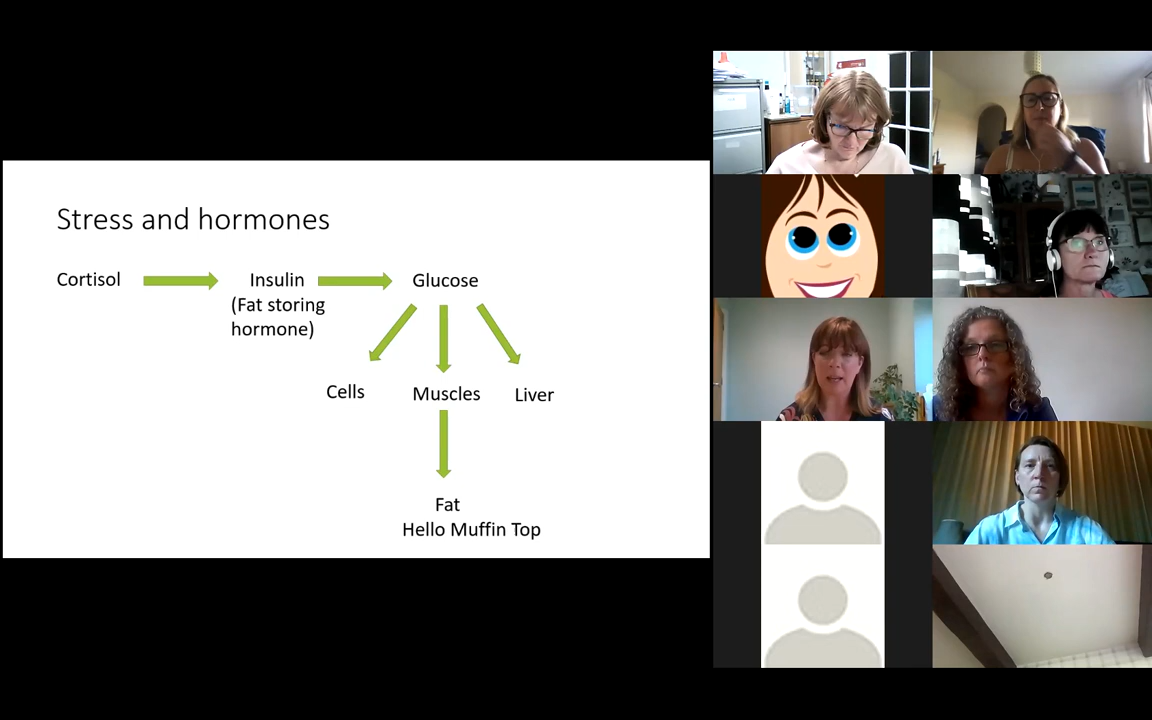 Stress and hormones
Cortisol
Insulin
(Fat storing
hormone)
Glucose
Cells
Muscles
Liver
Fat
Hello Muffin Top